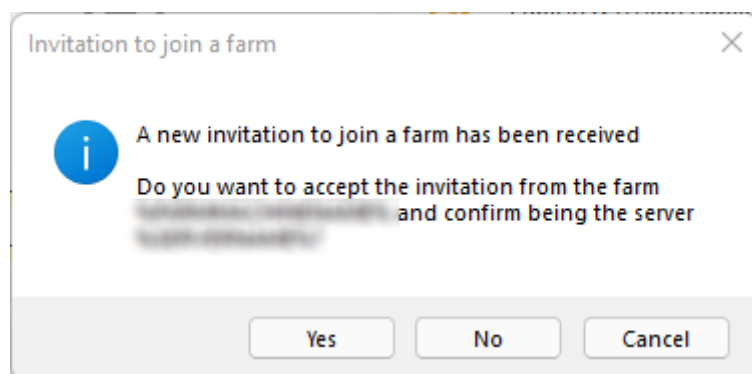 Invitation to join a farm
A new invitation to join a farm has been received
Do you want to accept the invitation from the farm
and confirm being the server
Yes
No
Cancel